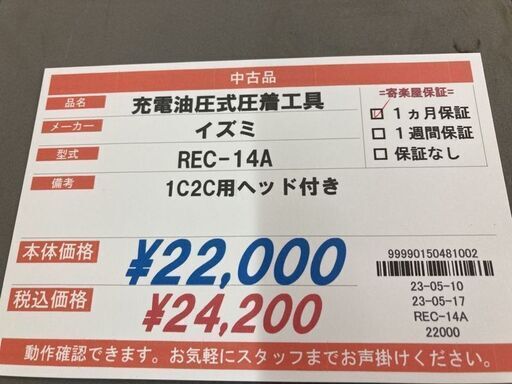 中古品
品名
充電油圧式圧着工具
メーカー
イズミ
型式
REC-14A
備考
1C2C用ヘッド付き
=寄楽屋保証=
1ヵ月保証
1週間保証
保証なし
本体価格
¥22,000
税込価格
¥24,200
99990150481002
23-05-10
23-05-17
REC-14A
22000
動作確認できます。お気軽にスタッフまでお声掛けください。